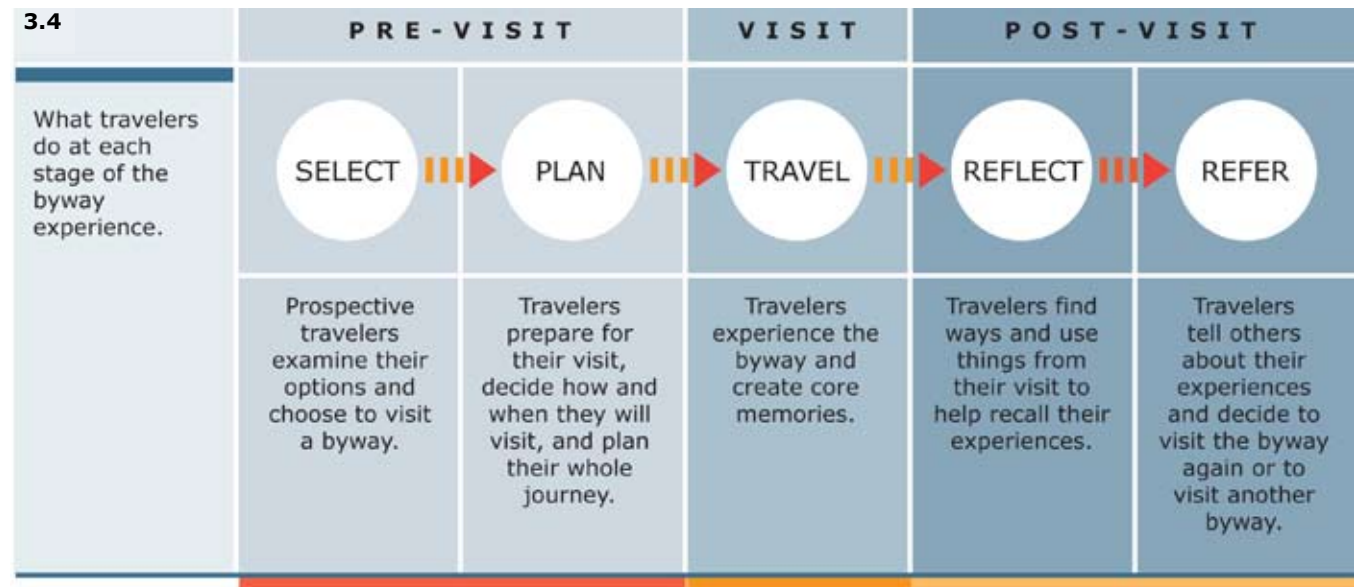 3.4
PRE-VISIT
VISIT
POST-VISIT
What travelers
do at each
stage of the
byway
experience.
SELECT
PLAN
TRAVEL
REFLECT
REFER
Prospective
travelers
examine their
options and
choose to visit
a byway.
Travelers
prepare for
their visit,
decide how and
when they will
visit, and plan
their whole
journey.
Travelers
experience the
byway and
create core
memories.
Travelers find
ways and use
things from
their visit to
help recall their
experiences.
Travelers
tell others
about their
experiences
and decide to
visit the byway
again or to
visit another
byway.